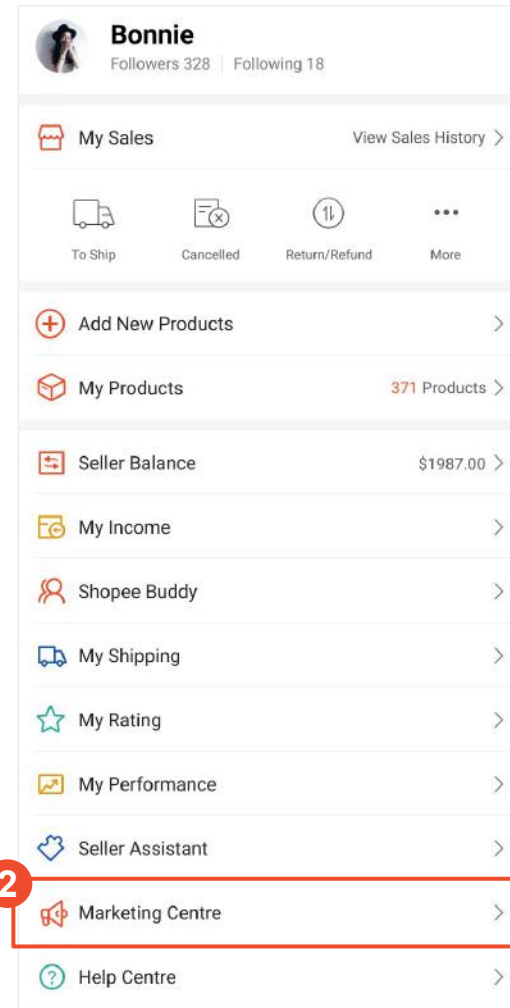 Bonnie
Followers 328 | Following 18
My Sales View Sales History >
To Ship Cancelled Return/Refund More
Add New Products >
My Products 371 Products >
Seller Balance $1987.00 >
My Income >
Shopee Buddy >
My Shipping >
My Rating >
My Performance >
Seller Assistant >
2
Marketing Centre >
Help Centre >